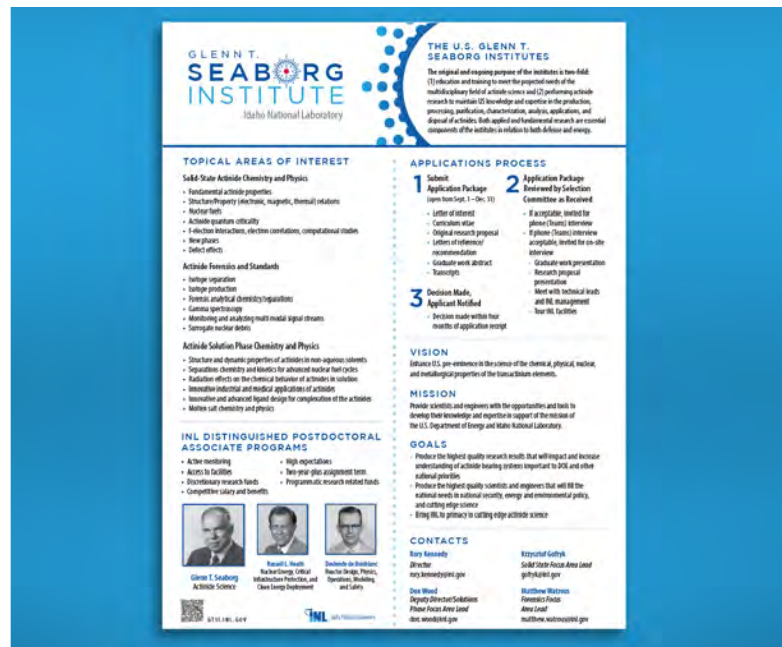 GLENN T.
SEABORG
INSTITUTE
Idaho National Laboratory
THE U.S. GLENN T.
SEABORG INSTITUTES
The original and ongoing purpose of the institutes is two-fold:
(1) education and training to meet the projected needs of the
multidisciplinary field of actinide science and (2) performing actinide
research to maintain US knowledge and expertise in the production,
processing, purification, characterization, analysis, applications, and
disposal of actinides. Both applied and fundamental research are essential
components of the institutes in relation to both defense and energy.
TOPICAL AREAS OF INTEREST
Solid-State Actinide Chemistry and Physics
• Fundamental actinide properties
• Structure/Property (electronic, magnetic, thermal) relations
• Nuclear fuels
• Actinide quantum criticality
• F-election interactions, electron correlations, computational studies
• New phases
• Defect effects
Actinide Forensics and Standards
• Isotope separation
• Isotope production
• Forensic analytical chemistry/separations
• Gamma spectroscopy
• Monitoring and analyzing multi modal signal streams
• Surrogate nuclear debris
Actinide Solution Phase Chemistry and Physics
• Structure and dynamic properties of actinides in non-aqueous solvents
• Separations chemistry and kinetics for advanced nuclear fuel cycles
• Radiation effects on the chemical behavior of actinides in solution
• Innovative industrial and medical applications of actinides
• Innovative and advanced ligand design for complexation of the actinides
• Molten salt chemistry and physics
INL DISTINGUISHED POSTDOCTORAL
ASSOCIATE PROGRAMS
• Active mentoring
• Access to facilities
• Discretionary research funds
• Competitive salary and benefits
• High expectations
• Two-year-plus assignment term
• Programmatic research related funds
Glenn T. Seaborg
Actinide Science
Russell L. Heath
Nuclear Energy, Critical
Infrastructure Protection, and
Clean Energy Deployment
Deslonde de Boisblanc
Reactor Design, Physics,
Operations, Modeling,
and Safety
GTSI.INL.GOV
INL Idaho National Laboratory
APPLICATIONS PROCESS
1 Submit
Application Package
(open from Sept. 1 – Dec. 31)
- Letter of interest
- Curriculum vitae
- Original research proposal
- Letters of reference/
recommendation
- Graduate work abstract
- Transcripts
2 Application Package
Reviewed by Selection
Committee as Received
- If acceptable, invited for
phone (Teams) interview
- If phone (Teams) interview
acceptable, invited for on-site
interview
- Graduate work presentation
- Research proposal
presentation
- Meet with technical leads
and INL management
- Tour INL facilities
3 Decision Made,
Applicant Notified
- Decision made within four
months of application receipt
VISION
Enhance U.S. pre-eminence in the science of the chemical, physical, nuclear,
and metallurgical properties of the transactinium elements.
MISSION
Provide scientists and engineers with the opportunities and tools to
develop their knowledge and expertise in support of the mission of
the U.S. Department of Energy and Idaho National Laboratory.
GOALS
- Produce the highest quality research results that will impact and increase
understanding of actinide bearing systems important to DOE and other
national priorities
- Produce the highest quality scientists and engineers that will fill the
national needs in national security, energy and environmental policy,
and cutting edge science
- Bring INL to primacy in cutting edge actinide science
CONTACTS
Rory Kennedy
Director
rory.kennedy@inl.gov
Krzysztof Gofryk
Solid State Focus Area Lead
gofryk@inl.gov
Don Wood
Deputy Director/Solutions
Phase Focus Area Lead
don.wood@inl.gov
Matthew Watrous
Forensics Focus
Area Lead
matthew.watrous@inl.gov